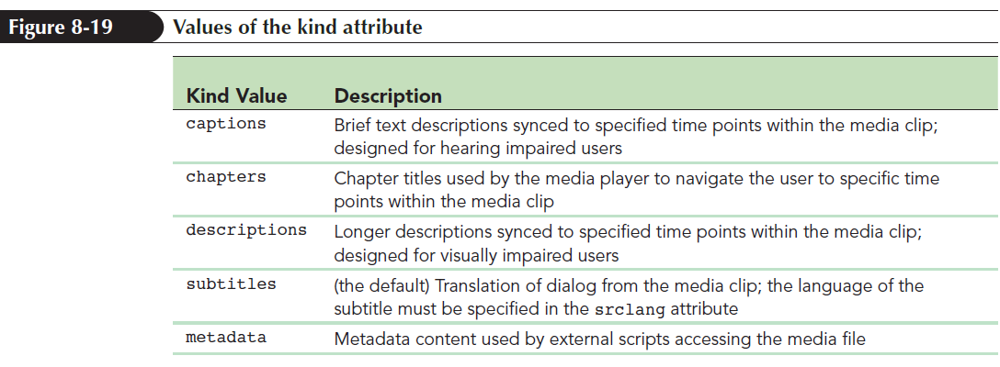 Figure 8-19 Values of the kind attribute
Kind Value Description
captions Brief text descriptions synced to specified time points within the media clip;
designed for hearing impaired users
chapters Chapter titles used by the media player to navigate the user to specific time
points within the media clip
descriptions Longer descriptions synced to specified time points within the media clip;
designed for visually impaired users
subtitles (the default) Translation of dialog from the media clip; the language of the
subtitle must be specified in the srclang attribute
metadata Metadata content used by external scripts accessing the media file